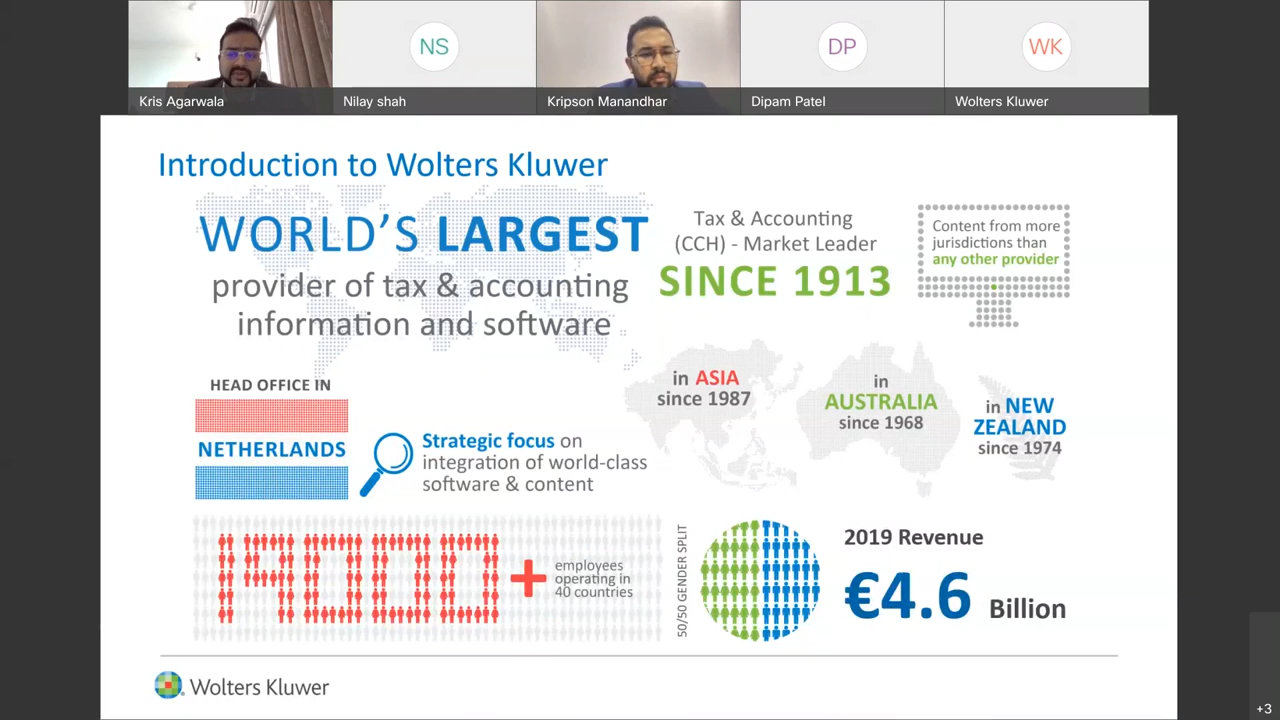 NS
DP
WK
Kris Agarwala
Nilay shah
Kripson Manandhar
Dipam Patel
Wolters Kluwer
Introduction to Wolters Kluwer
WORLD'S LARGEST
provider of tax & accounting
information and software
Tax & Accounting
(CCH) - Market Leader
SINCE 1913
Content from more
jurisdictions than
any other provider
HEAD OFFICE IN
NETHERLANDS
Strategic focus on
integration of world-class
software & content
in ASIA
since 1987
in
AUSTRALIA
since 1968
in NEW
ZEALAND
since 1974
19000+
employees
operating in
40 countries
50/50 GENDER SPLIT
2019 Revenue
€4.6 Billion
Wolters Kluwer
+3